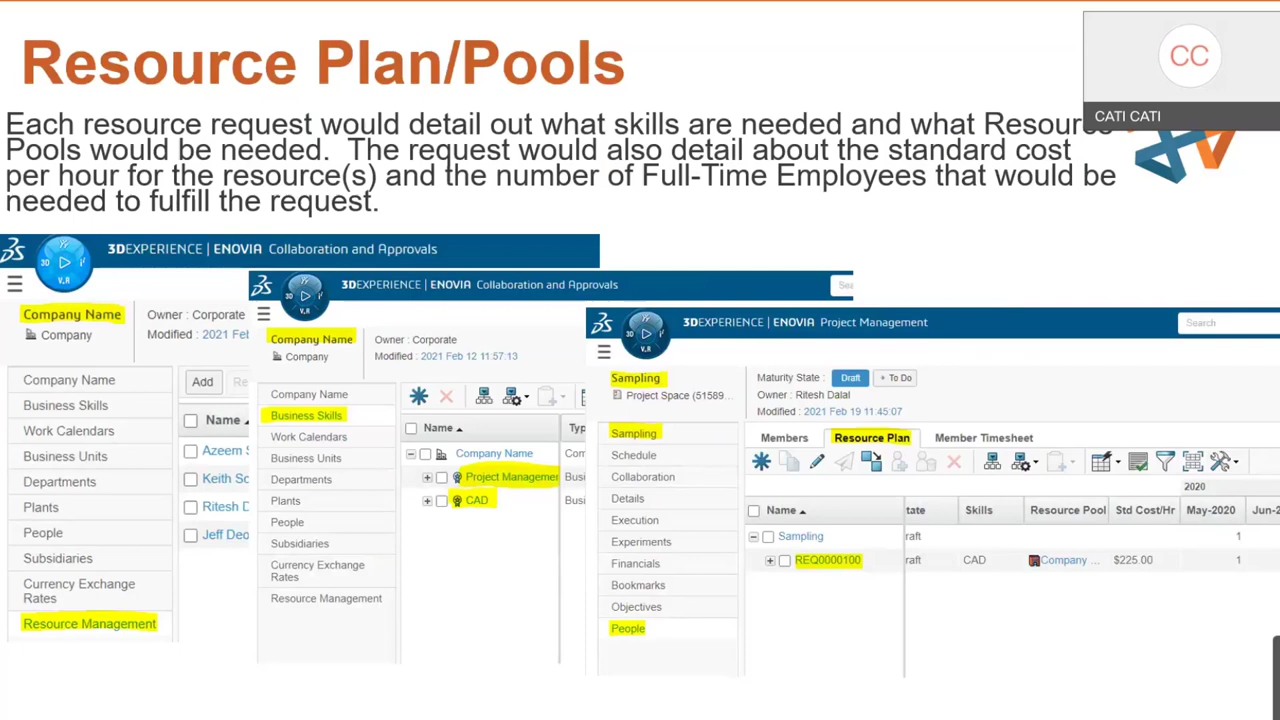 Resource Plan/Pools
CC
CATI CATI
Each resource request would detail out what skills are needed and what Resource
Pools would be needed. The request would also detail about the standard cost
per hour for the resource(s) and the number of Full-Time Employees that would be
needed to fulfill the request.
3DEXPERIENCE | ENOVIA Collaboration and Approvals
3D
V.R
Company Name
Company
Owner : Corporate
Modified : 2021 Feb
Company Name
Business Skills
Work Calendars
Business Units
Departments
Plants
People
Subsidiaries
Currency Exchange
Rates
Resource Management
Add
Re
Name
Azeem S
Keith Sc
Ritesh D
Jeff Deo
3DEXPERIENCE | ENOVIA Collaboration and Approvals
Sea
3D
V.R
Company Name
Company
Owner : Corporate
Modified : 2021 Feb 12 11:57:13
Company Name
Business Skills
Work Calendars
Business Units
Departments
Plants
People
Subsidiaries
Currency Exchange
Rates
Resource Management
Name
Typ
Company Name
Com
Project Managemen
Busi
CAD
Busi
3DEXPERIENCE | ENOVIA Project Management
Search
3D
V.R
Sampling
Project Space (51589...
Maturity State : Draft + To Do
Owner : Ritesh Dalal
Modified : 2021 Feb 19 11:45:07
Sampling
Schedule
Collaboration
Details
Execution
Experiments
Financials
Bookmarks
Objectives
People
Members Resource Plan Member Timesheet
2020
Name tate Skills Resource Pool Std Cost/Hr May-2020 Jun-2
Sampling raft 1
REQ0000100 raft CAD Company ... $225.00 1